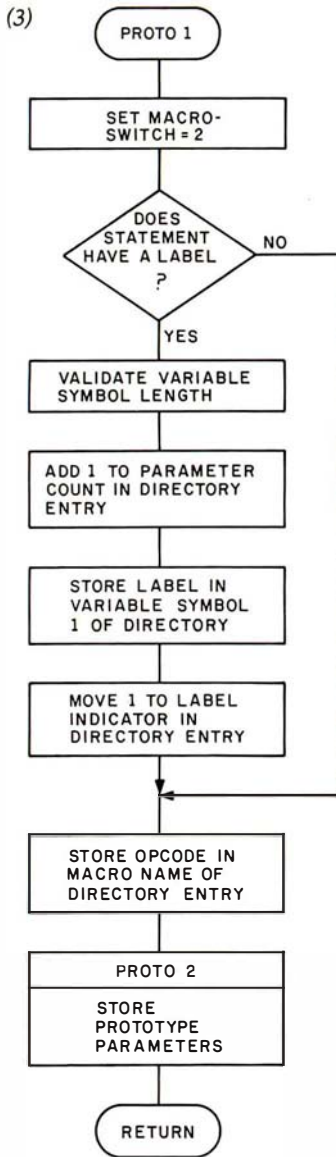 (3)
PROTO 1
SET MACRO-
SWITCH = 2
DOES
STATEMENT
HAVE A LABEL
?
NO
YES
VALIDATE VARIABLE
SYMBOL LENGTH
ADD 1 TO PARAMETER
COUNT IN DIRECTORY
ENTRY
STORE LABEL IN
VARIABLE SYMBOL
1 OF DIRECTORY
MOVE 1 TO LABEL
INDICATOR IN
DIRECTORY ENTRY
STORE OPCODE IN
MACRO NAME OF
DIRECTORY ENTRY
PROTO 2
STORE
PROTOTYPE
PARAMETERS
RETURN